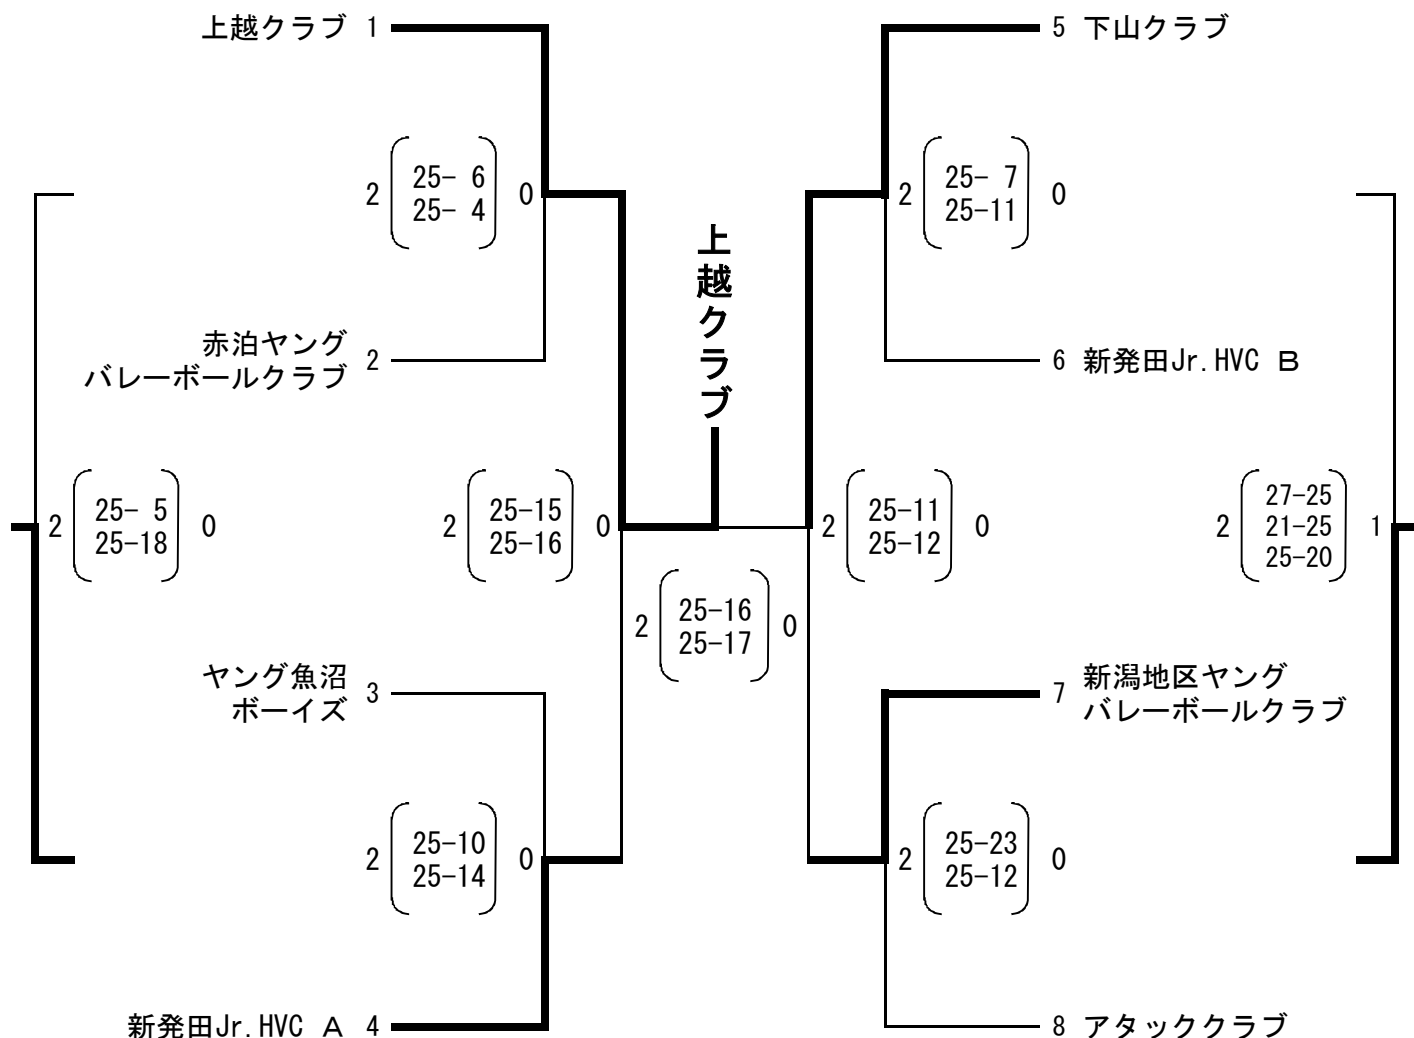 上越クラブ 1
5 下山クラブ
2 25- 6 0
25- 4
2 25- 7 0
25-11
上越クラブ
赤泊ヤング
バレーボールクラブ 2
6 新発田Jr.HVC B
2 25- 5 0
25-18
2 25-15 0
25-16
2 25-11 0
25-12
2 27-25 1
21-25
25-20
2 25-16 0
25-17
ヤング魚沼
ボーイズ 3
7 新潟地区ヤング
バレーボールクラブ
2 25-10 0
25-14
2 25-23 0
25-12
新発田Jr.HVC A 4
8 アタッククラブ